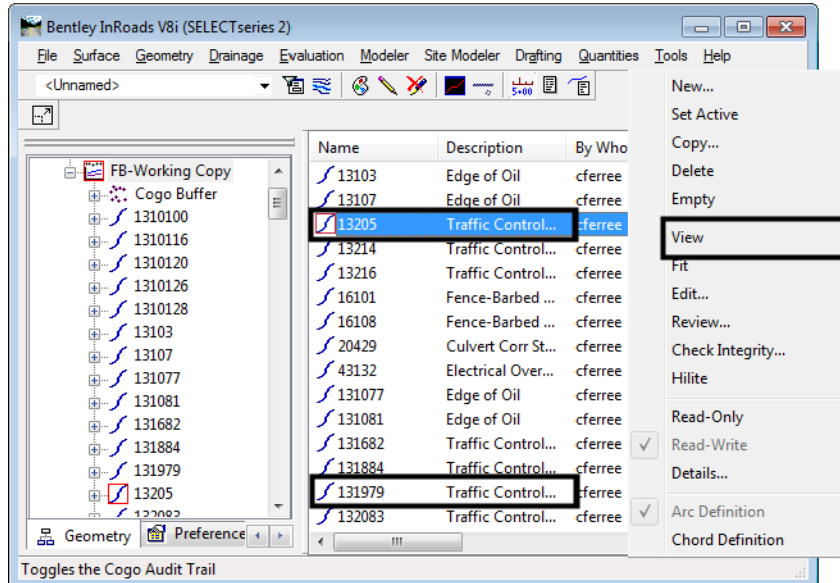 Bentley InRoads V8i (SELECTseries 2)
File Surface Geometry Drainage Evaluation Modeler Site Modeler Drafting Quantities Tools Help
<Unnamed>
5+00
FB-Working Copy
Cogo Buffer
1310100
1310116
1310120
1310126
1310128
13103
13107
131077
131081
131682
131884
131979
13205
132083
Geometry Preference
Name Description By Who
13103 Edge of Oil cferree
13107 Edge of Oil cferree
13205 Traffic Control... cferree
13214 Traffic Control... cferree
13216 Traffic Control... cferree
16101 Fence-Barbed ... cferree
16108 Fence-Barbed ... cferree
20429 Culvert Corr St... cferree
43132 Electrical Over... cferree
131077 Edge of Oil cferree
131081 Edge of Oil cferree
131682 Traffic Control... cferree
131884 Traffic Control... cferree
131979 Traffic Control... cferree
132083 Traffic Control... cferree
New...
Set Active
Copy...
Delete
Empty
View
Fit
Edit...
Review...
Check Integrity...
Hilite
Read-Only
Read-Write
Details...
Arc Definition
Chord Definition
Toggles the Cogo Audit Trail